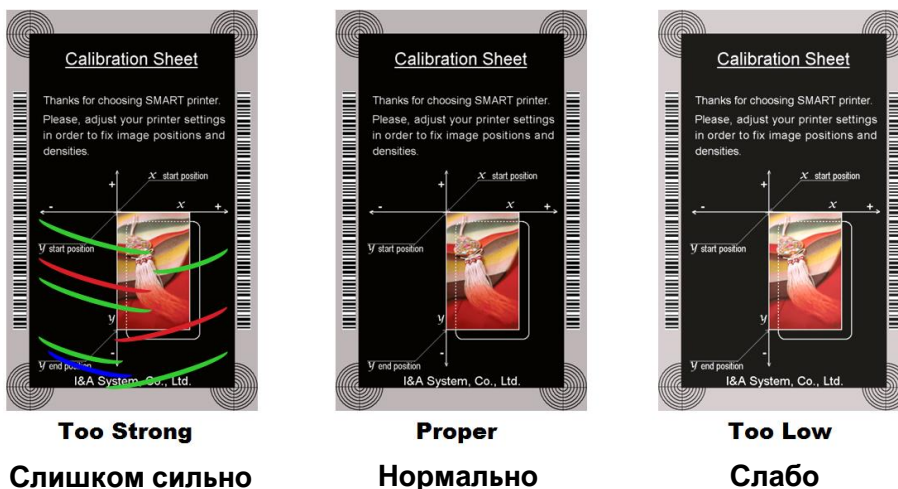 Calibration Sheet
Thanks for choosing SMART printer.
Please, adjust your printer settings
in order to fix image positions and
densities.
+
x start position
-
x
+
y start position
y
-
y end position
I&A System, Co., Ltd.
Too Strong
Слишком сильно
Calibration Sheet
Thanks for choosing SMART printer.
Please, adjust your printer settings
in order to fix image positions and
densities.
+
x start position
-
x
+
y start position
y
-
y end position
I&A System, Co., Ltd.
Proper
Нормально
Calibration Sheet
Thanks for choosing SMART printer.
Please, adjust your printer settings
in order to fix image positions and
densities.
+
x start position
-
x
+
y start position
y
-
y end position
I&A System, Co., Ltd.
Too Low
Слабо